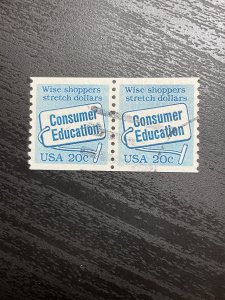 Wise shoppers
stretch dollars
Consumer
Education
USA 20c
Wise shoppers
stretch dollars
Consumer
Education
USA 20c